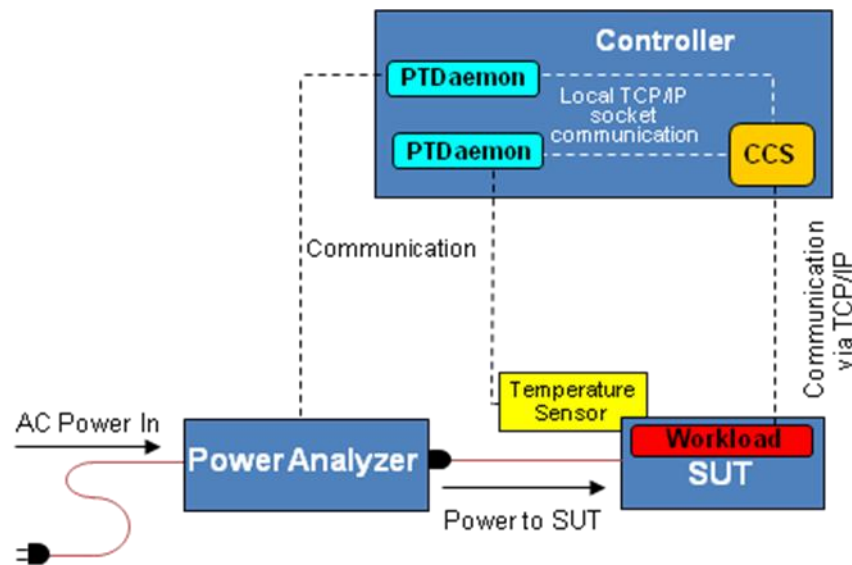 Controller
PTDaemon
Local TCP/IP
socket
communication
PTDaemon
CCS
Communication
Communication
via TCP/IP
Temperature
Sensor
AC Power In
Power Analyzer
Workload
SUT
Power to SUT